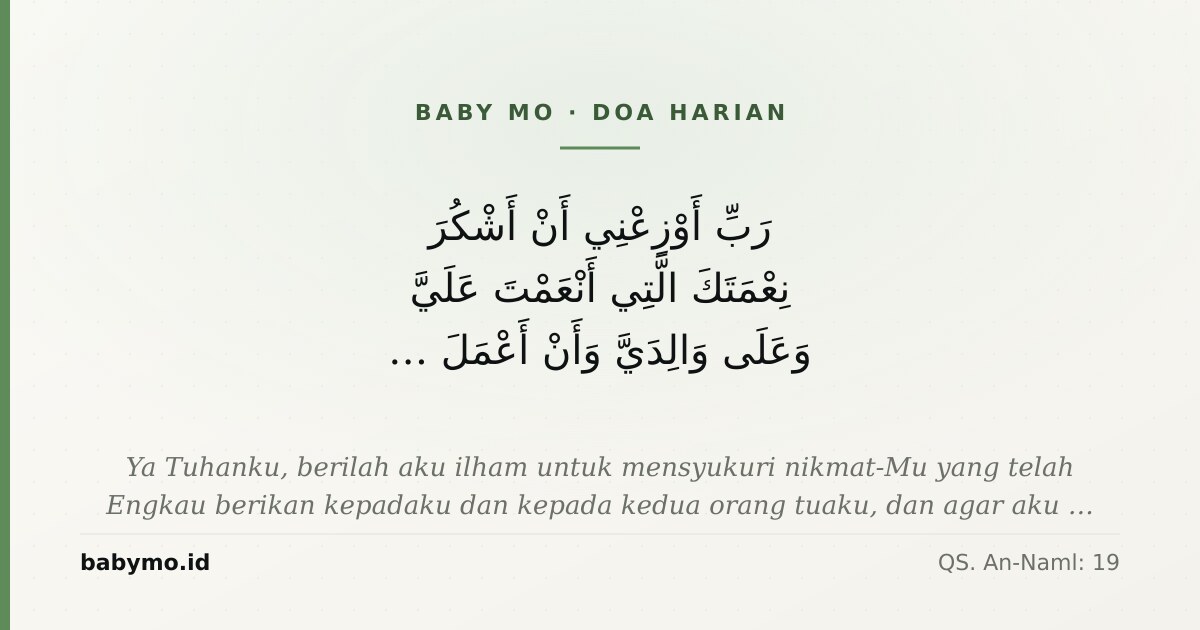 BABY MO · DOA HARIAN
رَبِّ أَوْزِعْنِي أَنْ أَشْكُرَ
نِعْمَتَكَ الَّتِي أَنْعَمْتَ عَلَيَّ
وَعَلَى وَالِدَيَّ وَأَنْ أَعْمَلَ ...
Ya Tuhanku, berilah aku ilham untuk mensyukuri nikmat-Mu yang telah
Engkau berikan kepadaku dan kepada kedua orang tuaku, dan agar aku ...
babymo.id
QS. An-Naml: 19